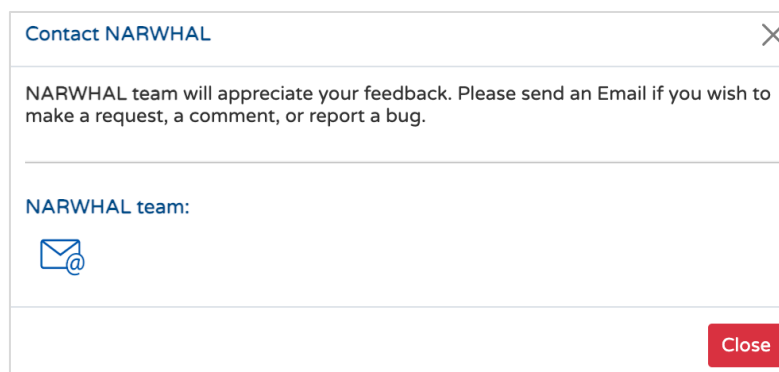 Contact NARWHAL
NARWHAL team will appreciate your feedback. Please send an Email if you wish to
make a request, a comment, or report a bug.
NARWHAL team:
Close